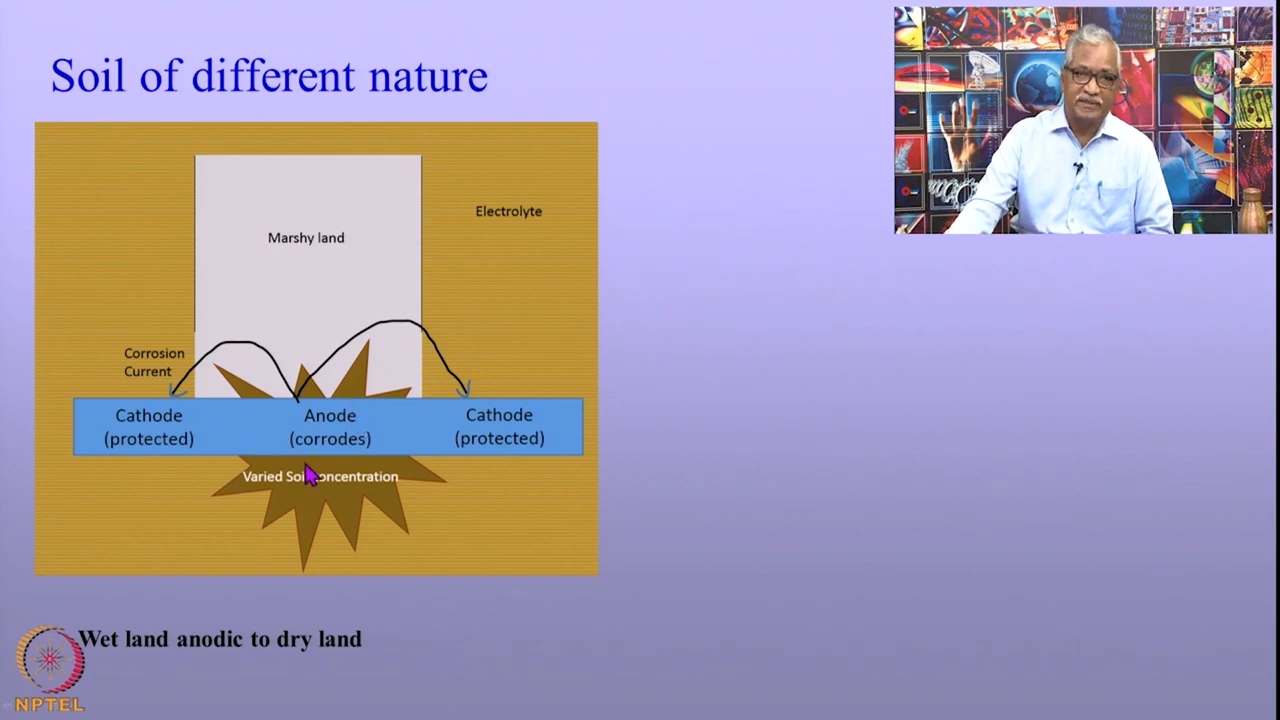 Soil of different nature
Electrolyte
Marshy land
Corrosion
Current
Cathode
(protected)
Anode
(corrodes)
Cathode
(protected)
Varied Soil concentration
Wet land anodic to dry land
NPTEL